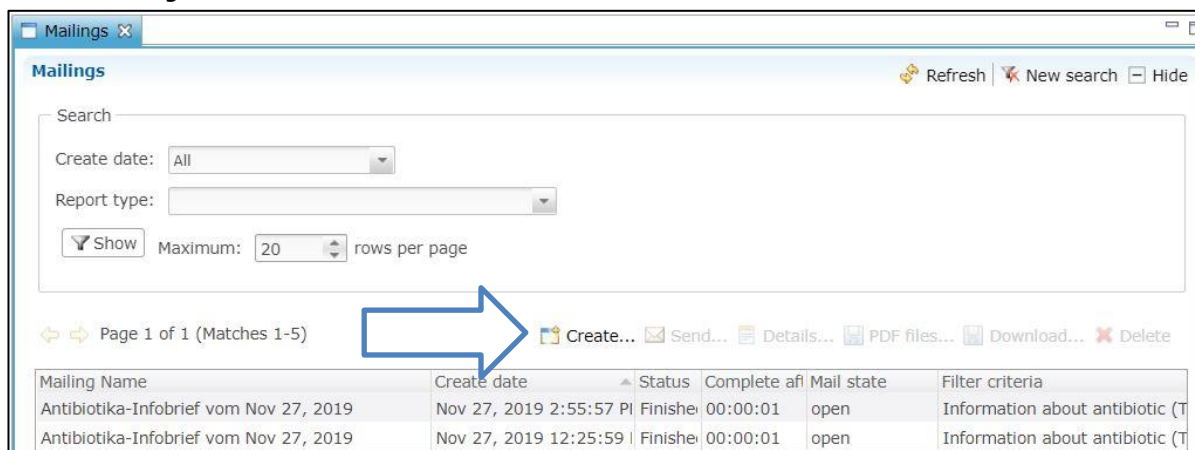 Mailings
Mailings Refresh New search Hide
Search
Create date: All
Report type:
Show Maximum: 20 rows per page
Page 1 of 1 (Matches 1-5) Create... Send... Details... PDF files... Download... Delete
Mailing Name Create date Status Complete aft Mail state Filter criteria
Antibiotika-Infobrief vom Nov 27, 2019 Nov 27, 2019 2:55:57 P Finishe 00:00:01 open Information about antibiotic (T
Antibiotika-Infobrief vom Nov 27, 2019 Nov 27, 2019 12:25:59 Finishe 00:00:01 open Information about antibiotic (T